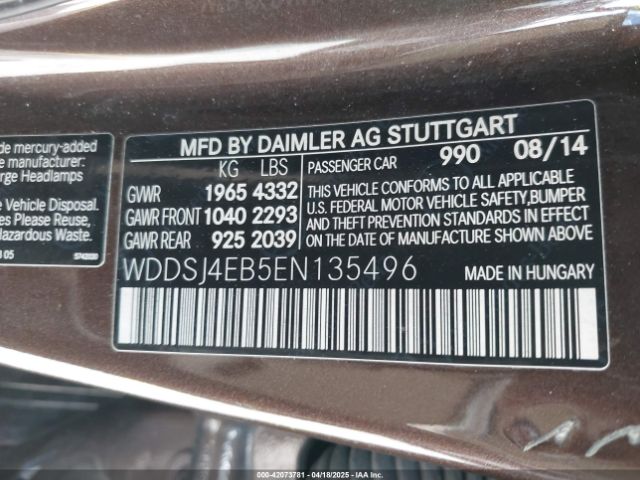 de mercury-added
manufacturer:
arge Headlamps
Vehicle Disposal.
s Please Reuse,
Hazardous Waste.
05
MFD BY DAIMLER AG STUTTGART
KG LBS PASSENGER CAR 990 08/14
GVWR 1965 4332
GAWR FRONT 1040 2293
GAWR REAR 925 2039
THIS VEHICLE CONFORMS TO ALL APPLICABLE
U.S. FEDERAL MOTOR VEHICLE SAFETY,BUMPER
AND THEFT PREVENTION STANDARDS IN EFFECT
ON THE DATE OF MANUFACTURE SHOWN ABOVE.
WDDSJ4EB5EN135496 MADE IN HUNGARY
IAAI
000-42073781 | 04/18/2025 - IAA Inc.